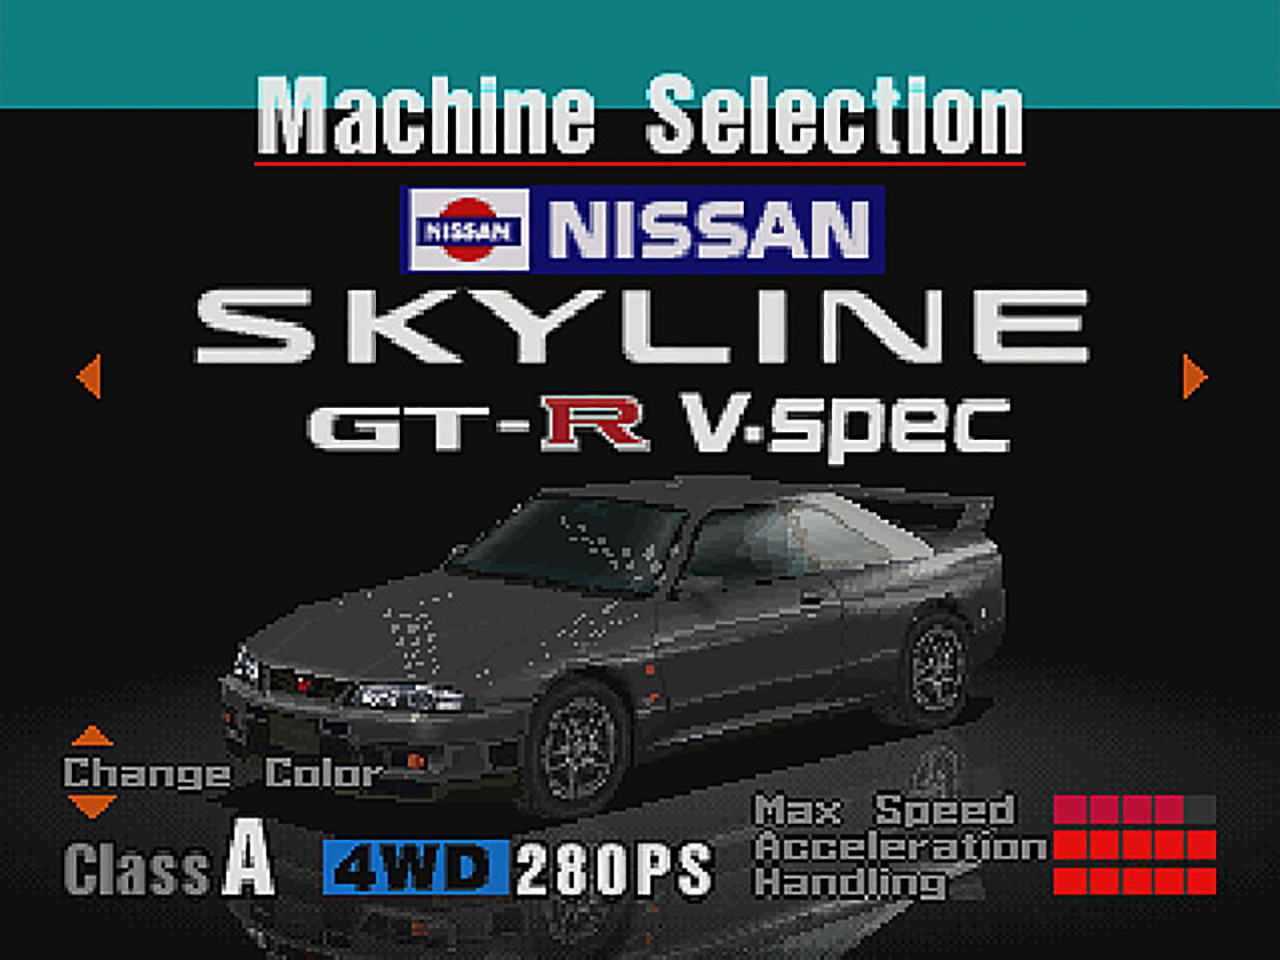 Machine Selection
NISSAN NISSAN
SKYLINE
GT-R V·spec
Change Color
Max Speed
Acceleration
Handling
Class A 4WD 280PS